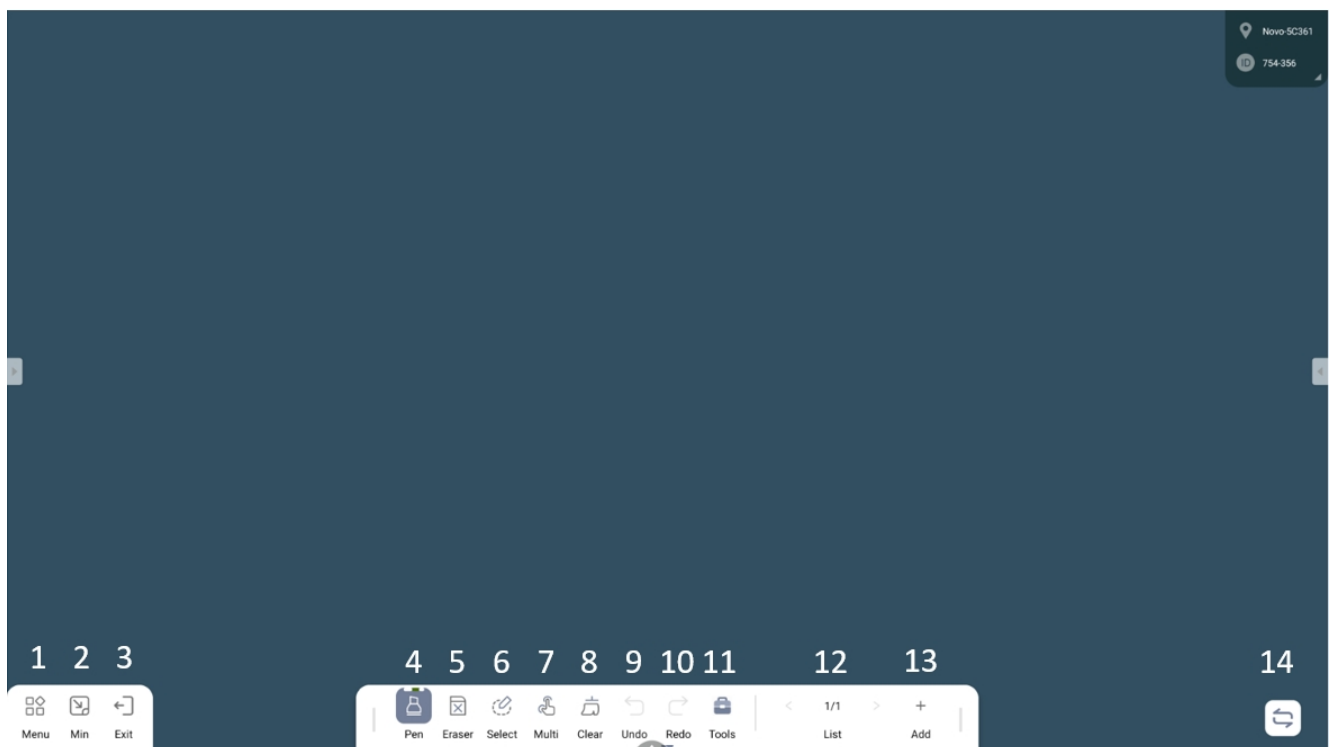 Novo-5C361
ID
754-356
1 2 3
4 5 6 7 8 9 10 11 12 13 14
1/1
Menu Min Exit
Pen Eraser Select Multi Clear Undo Redo Tools List Add